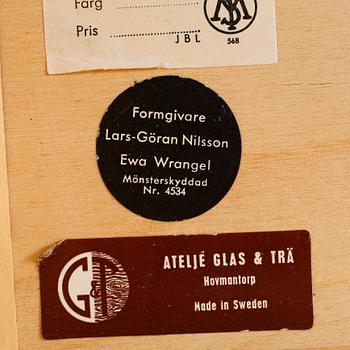 Färg
Pris
JBL
568
Formgivare
Lars-Göran Nilsson
Ewa Wrangel
Mönsterskyddad
Nr. 4534
ATELJÉ GLAS & TRÄ
Hovmantorp
Made in Sweden